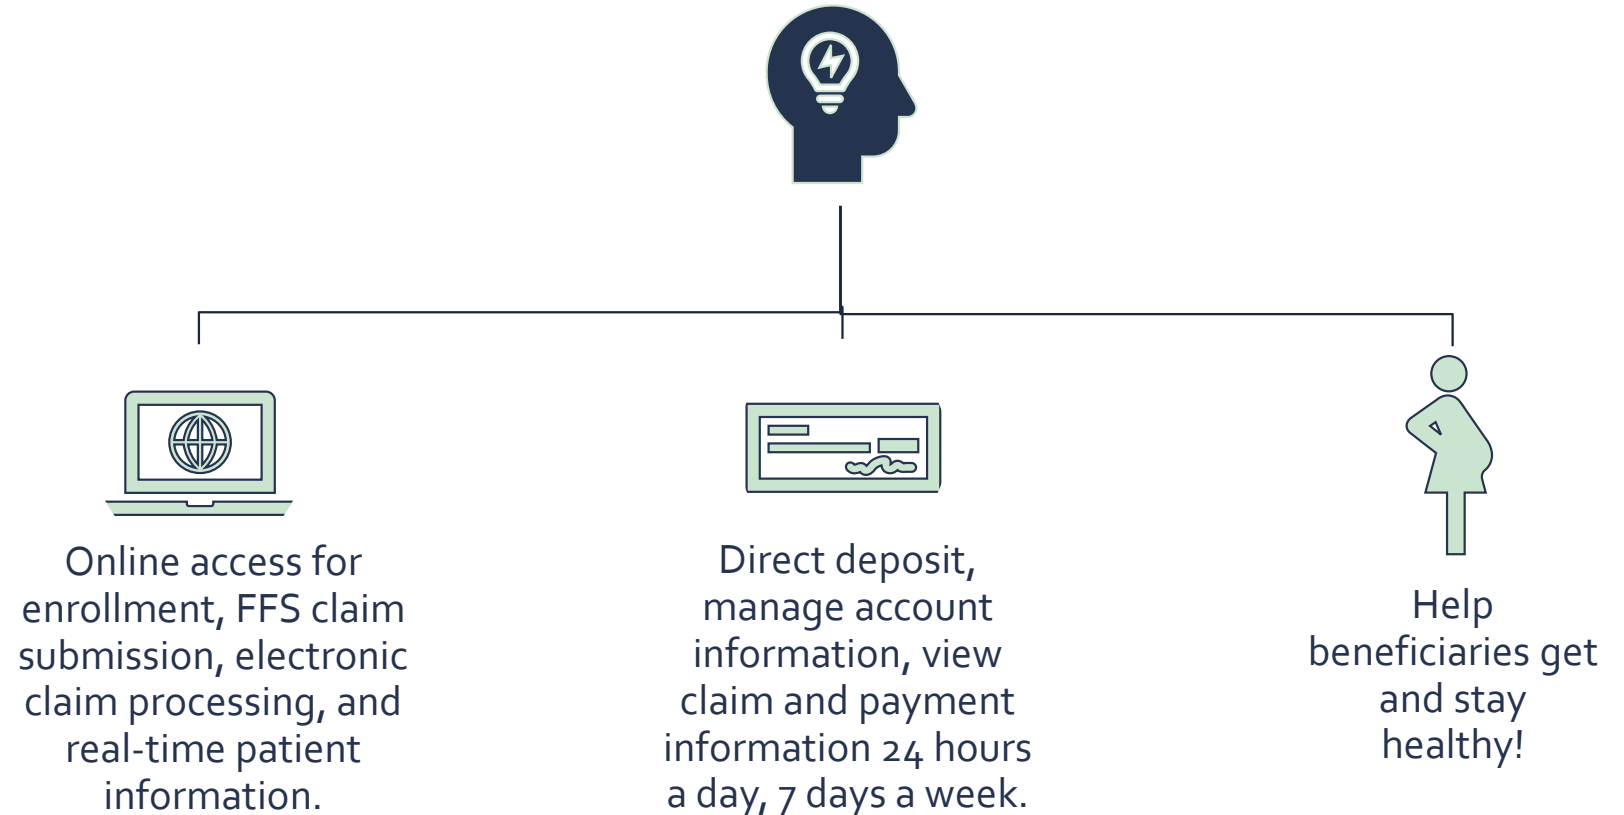 Online access for
enrollment, FFS claim
submission, electronic
claim processing, and
real-time patient
information.
Direct deposit,
manage account
information, view
claim and payment
information 24 hours
a day, 7 days a week.
Help
beneficiaries get
and stay
healthy!